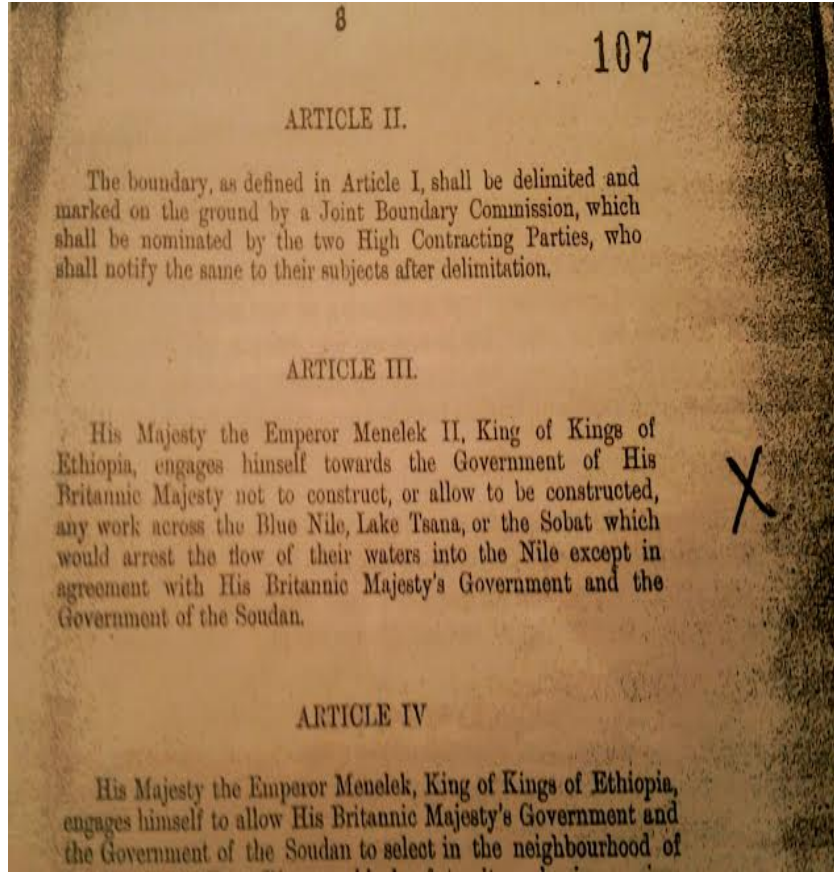 8
107
ARTICLE II.
The boundary, as defined in Article I, shall be delimited and
marked on the ground by a Joint Boundary Commission, which
shall be nominated by the two High Contracting Parties, who
shall notify the same to their subjects after delimitation.
ARTICLE III.
His Majesty the Emperor Menelek II, King of Kings of
Ethiopia, engages himself towards the Government of His
Britannic Majesty not to construct, or allow to be constructed,
any work across the Blue Nile, Lake Tsana, or the Sobat which
would arrest the flow of their waters into the Nile except in
agreement with His Britannic Majesty's Government and the
Government of the Soudan.
X
ARTICLE IV
His Majesty the Emperor Menelek, King of Kings of Ethiopia,
engages himself to allow His Britannic Majesty's Government and
the Government of the Soudan to select in the neighbourhood of